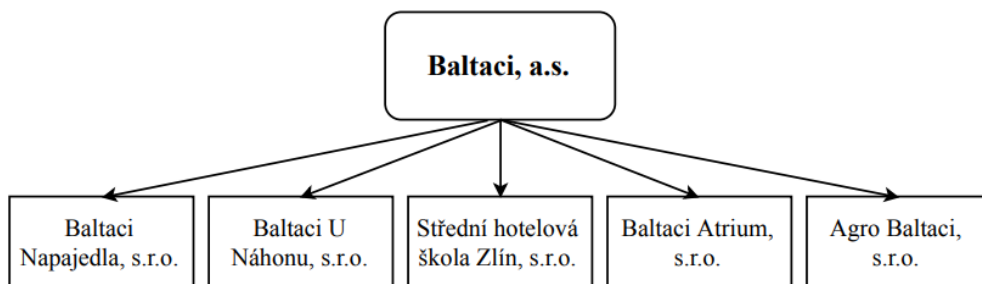 Baltaci, a.s.
Baltaci
Napajedla, s.r.o.
Baltaci U
Náhonu, s.r.o.
Střední hotelová
škola Zlín, s.r.o.
Baltaci Atrium,
s.r.o.
Agro Baltaci,
s.r.o.